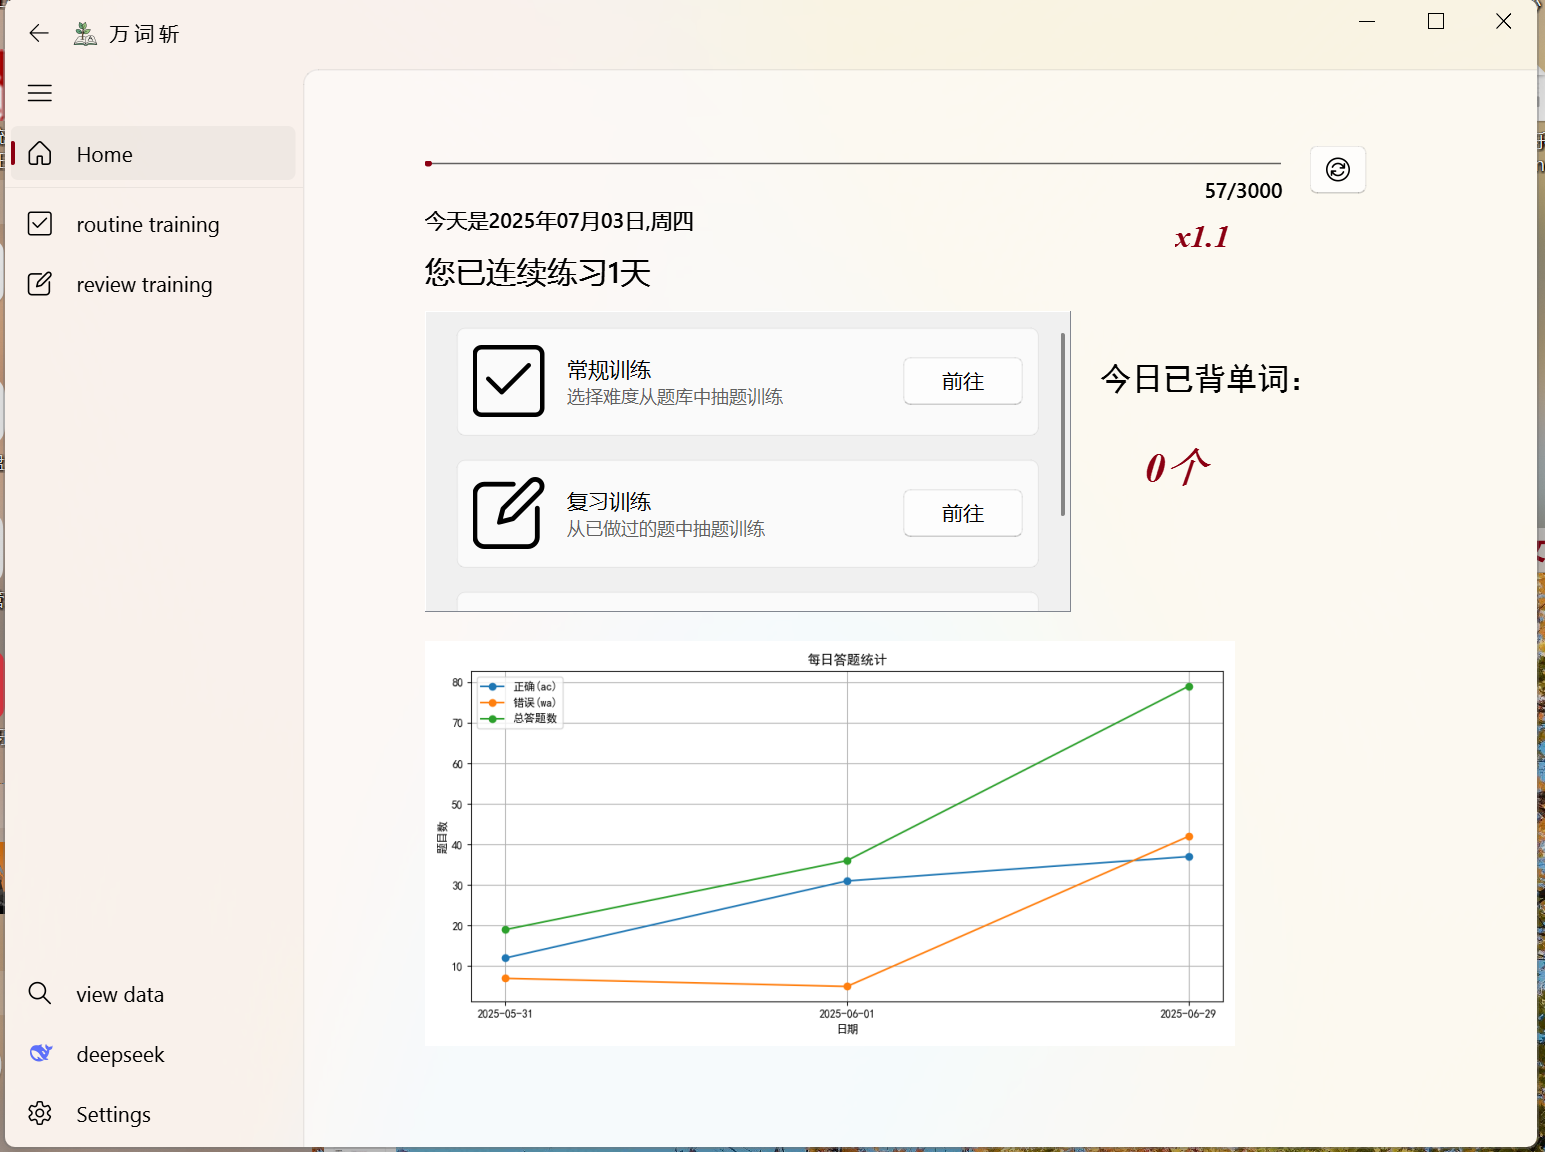 万词斩
Home
routine training
review training
view data
deepseek
Settings
57/3000
今天是2025年07月03日,周四
x1.1
您已连续练习1天
常规训练
选择难度从题库中抽题训练
前往
复习训练
从已做过的题中抽题训练
前往
今日已背单词：
0个
每日答题统计
正确(ac)
错误(wa)
总答题数
80
70
60
50
40
30
20
10
题目数
2025-05-31
2025-06-01
2025-06-29
日期